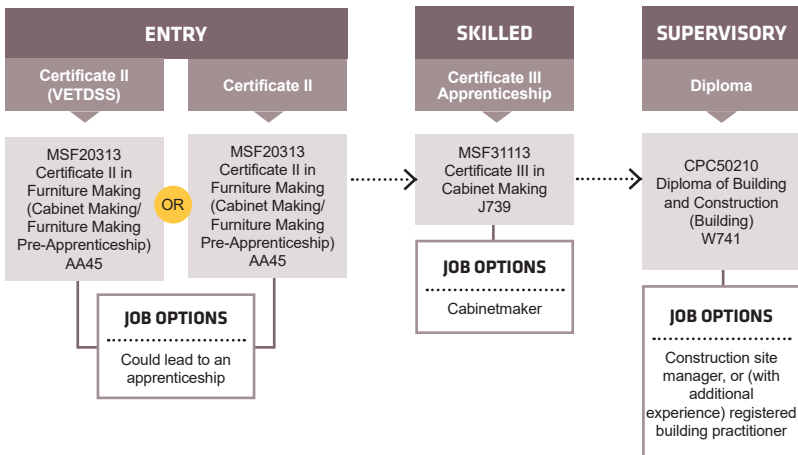 ENTRY
Certificate II
(VETDSS)
Certificate II
MSF20313
Certificate II in
Furniture Making
(Cabinet Making/
Furniture Making
Pre-Apprenticeship)
AA45
OR
MSF20313
Certificate II in
Furniture Making
(Cabinet Making/
Furniture Making
Pre-Apprenticeship)
AA45
JOB OPTIONS
Could lead to an
apprenticeship
SKILLED
Certificate III
Apprenticeship
MSF31113
Certificate III in
Cabinet Making
J739
JOB OPTIONS
Cabinetmaker
SUPERVISORY
Diploma
CPC50210
Diploma of Building
and Construction
(Building)
W741
JOB OPTIONS
Construction site
manager, or (with
additional
experience) registered
building practitioner